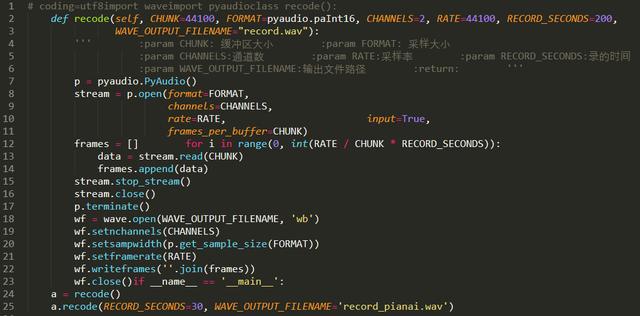 1 # coding=utf8import waveimport pyaudioclass recode():
2 def recode(self, CHUNK=44100, FORMAT=pyaudio.paInt16, CHANNELS=2, RATE=44100, RECORD_SECONDS=200,
3 WAVE_OUTPUT_FILENAME="record.wav"):
4 ''' :param CHUNK: 缓冲区大小 :param FORMAT: 采样大小
5 :param CHANNELS:通道数 :param RATE:采样率 :param RECORD_SECONDS:录的时间
6 :param WAVE_OUTPUT_FILENAME:输出文件路径 :return: '''
7 p = pyaudio.PyAudio()
8 stream = p.open(format=FORMAT,
9 channels=CHANNELS,
10 rate=RATE, input=True,
11 frames_per_buffer=CHUNK)
12 frames = [] for i in range(0, int(RATE / CHUNK * RECORD_SECONDS)):
13 data = stream.read(CHUNK)
14 frames.append(data)
15 stream.stop_stream()
16 stream.close()
17 p.terminate()
18 wf = wave.open(WAVE_OUTPUT_FILENAME, 'wb')
19 wf.setnchannels(CHANNELS)
20 wf.setsampwidth(p.get_sample_size(FORMAT))
21 wf.setframerate(RATE)
22 wf.writeframes(''.join(frames))
23 wf.close()if __name__ == '__main__':
24 a = recode()
25 a.recode(RECORD_SECONDS=30, WAVE_OUTPUT_FILENAME='record_pianai.wav')